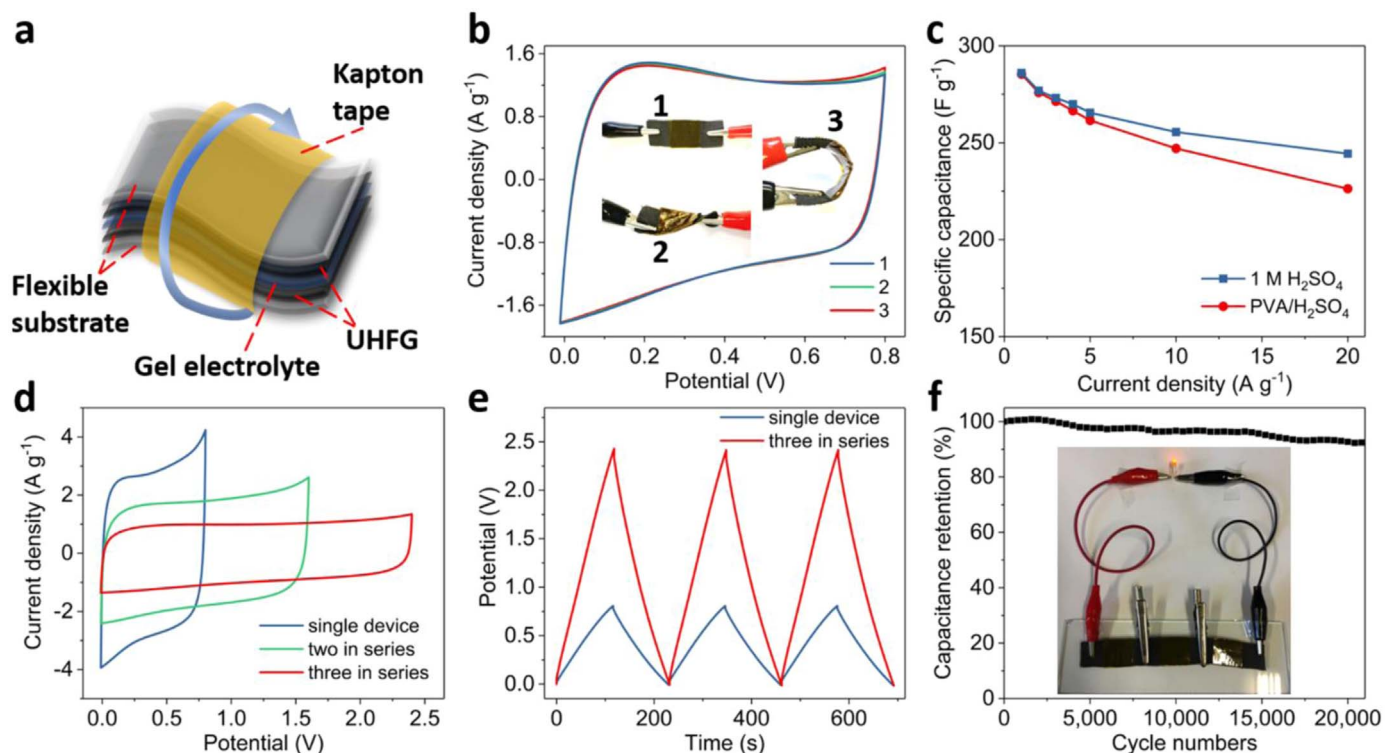 a
Kapton
tape
Flexible
substrate
UHFG
Gel electrolyte
b
Current density (A g⁻¹)
1.6
0.8
0.0
-0.8
-1.6
1
2
3
1
2
3
0.0 0.2 0.4 0.6 0.8
Potential (V)
c
Specific capacitance (F g⁻¹)
300
250
200
150
1 M H₂SO₄
PVA/H₂SO₄
0 5 10 15 20
Current density (A g⁻¹)
d
Current density (A g⁻¹)
4
2
0
-2
-4
single device
two in series
three in series
0.0 0.5 1.0 1.5 2.0 2.5
Potential (V)
e
Potnential (V)
2.5
2.0
1.5
1.0
0.5
0.0
single device
three in series
0 200 400 600
Time (s)
f
Capacitance retention (%)
100
80
60
40
20
0
0 5,000 10,000 15,000 20,000
Cycle numbers